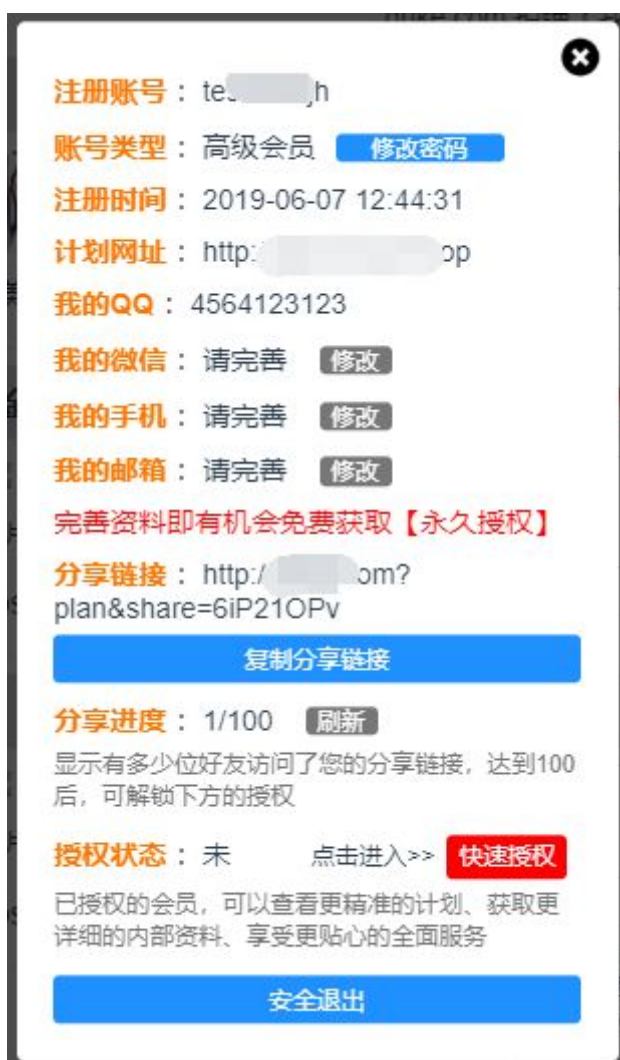 注册账号： te      jh
账号类型： 高级会员 修改密码
注册时间： 2019-06-07 12:44:31
计划网址： http:      op
我的QQ： 4564123123
我的微信： 请完善 修改
我的手机： 请完善 修改
我的邮箱： 请完善 修改
完善资料即有机会免费获取【永久授权】
分享链接： http:/      om?
plan&share=6iP21OPv
复制分享链接
分享进度： 1/100 刷新
显示有多少位好友访问了您的分享链接，达到100
后，可解锁下方的授权
授权状态： 未 点击进入>> 快速授权
已授权的会员，可以查看更精准的计划、获取更
详细的内部资料、享受更贴心的全面服务
安全退出